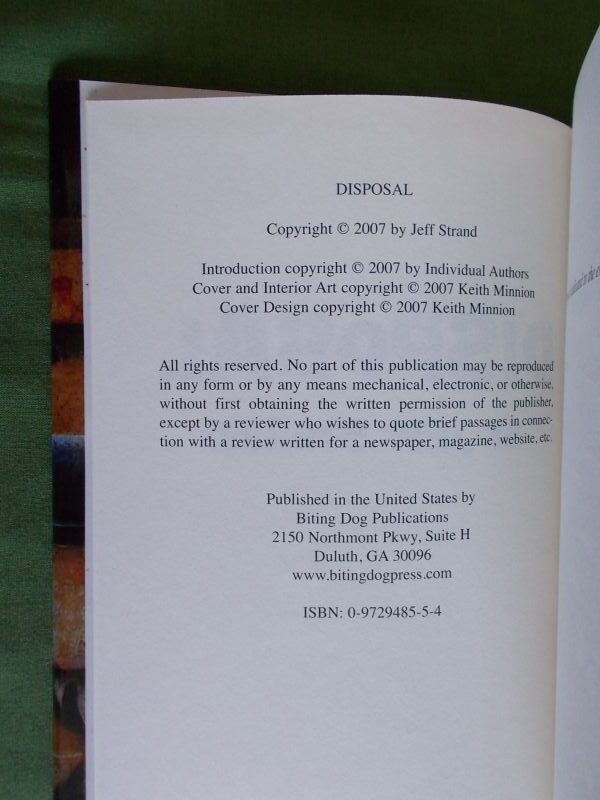 DISPOSAL
Copyright © 2007 by Jeff Strand
Introduction copyright © 2007 by Individual Authors
Cover and Interior Art copyright © 2007 Keith Minnion
Cover Design copyright © 2007 Keith Minnion
All rights reserved. No part of this publication may be reproduced
in any form or by any means mechanical, electronic, or otherwise,
without first obtaining the written permission of the publisher,
except by a reviewer who wishes to quote brief passages in connec-
tion with a review written for a newspaper, magazine, website, etc.
Published in the United States by
Biting Dog Publications
2150 Northmont Pkwy, Suite H
Duluth, GA 30096
www.bitingdogpress.com
ISBN: 0-9729485-5-4
in the